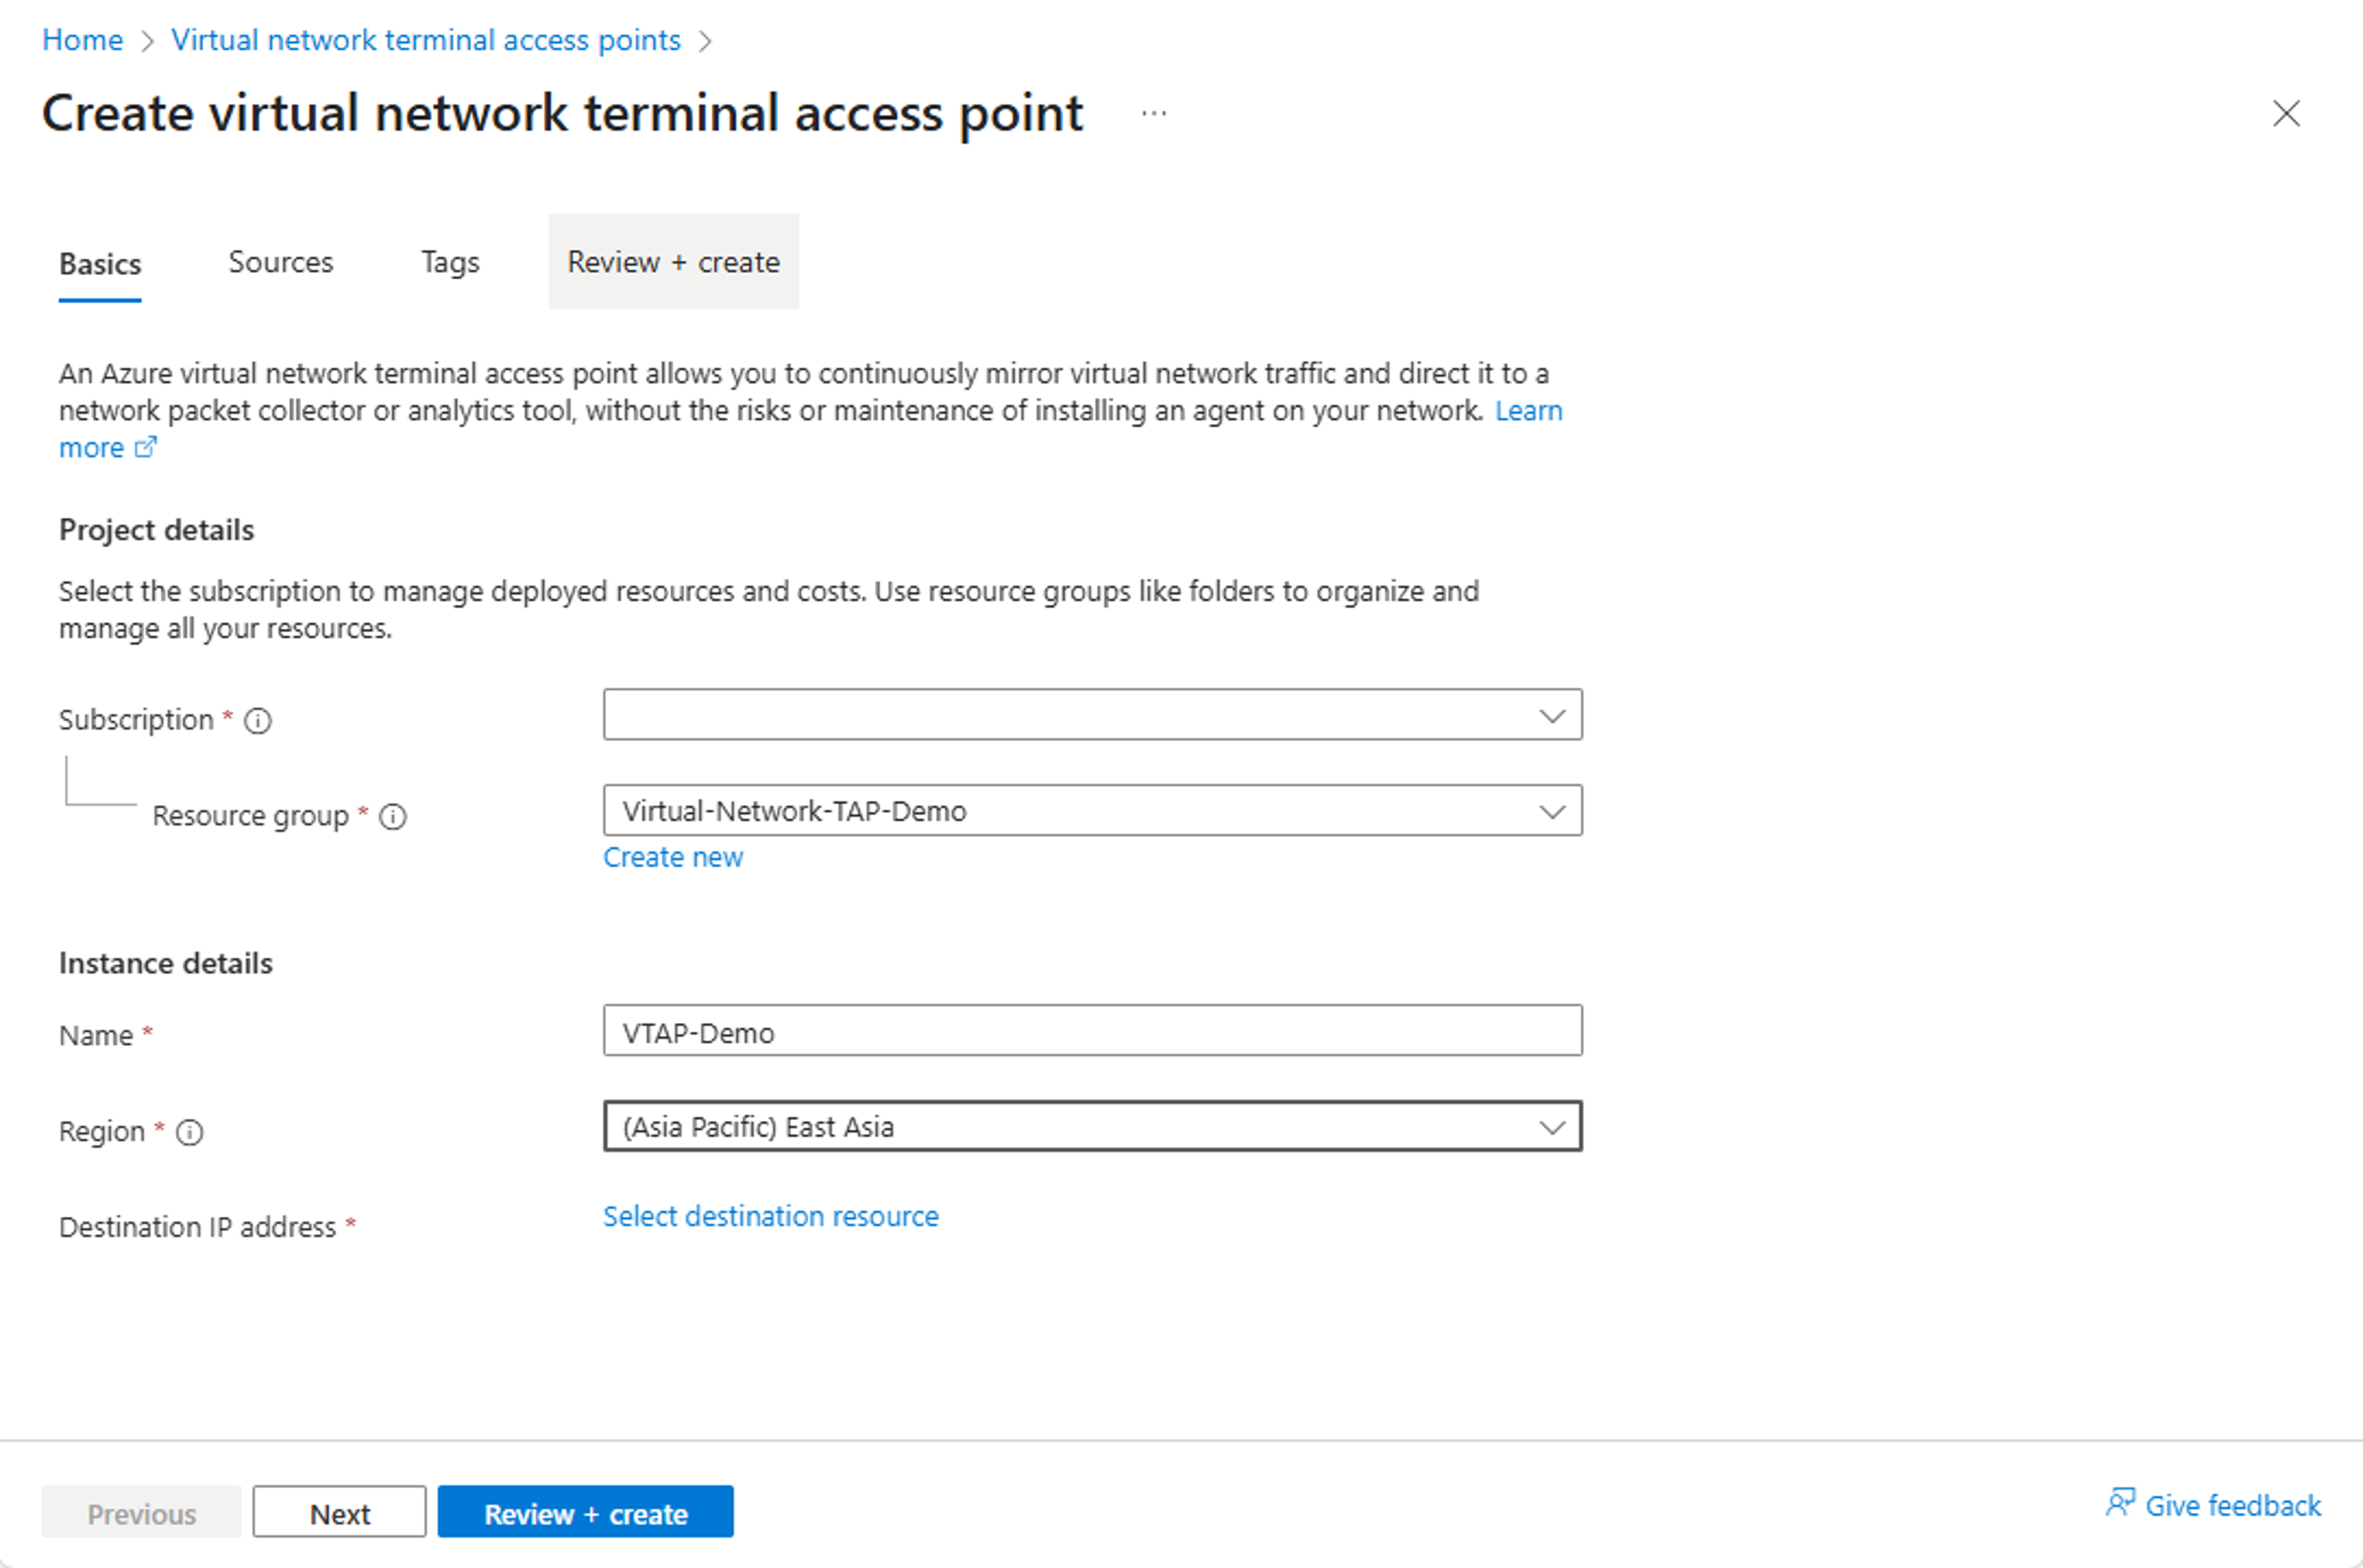 Home > Virtual network terminal access points >
Create virtual network terminal access point ...
Basics Sources Tags Review + create
An Azure virtual network terminal access point allows you to continuously mirror virtual network traffic and direct it to a
network packet collector or analytics tool, without the risks or maintenance of installing an agent on your network. Learn
more
Project details
Select the subscription to manage deployed resources and costs. Use resource groups like folders to organize and
manage all your resources.
Subscription *
Resource group * Virtual-Network-TAP-Demo
Create new
Instance details
Name * VTAP-Demo
Region * (Asia Pacific) East Asia
Destination IP address * Select destination resource
Previous Next Review + create Give feedback